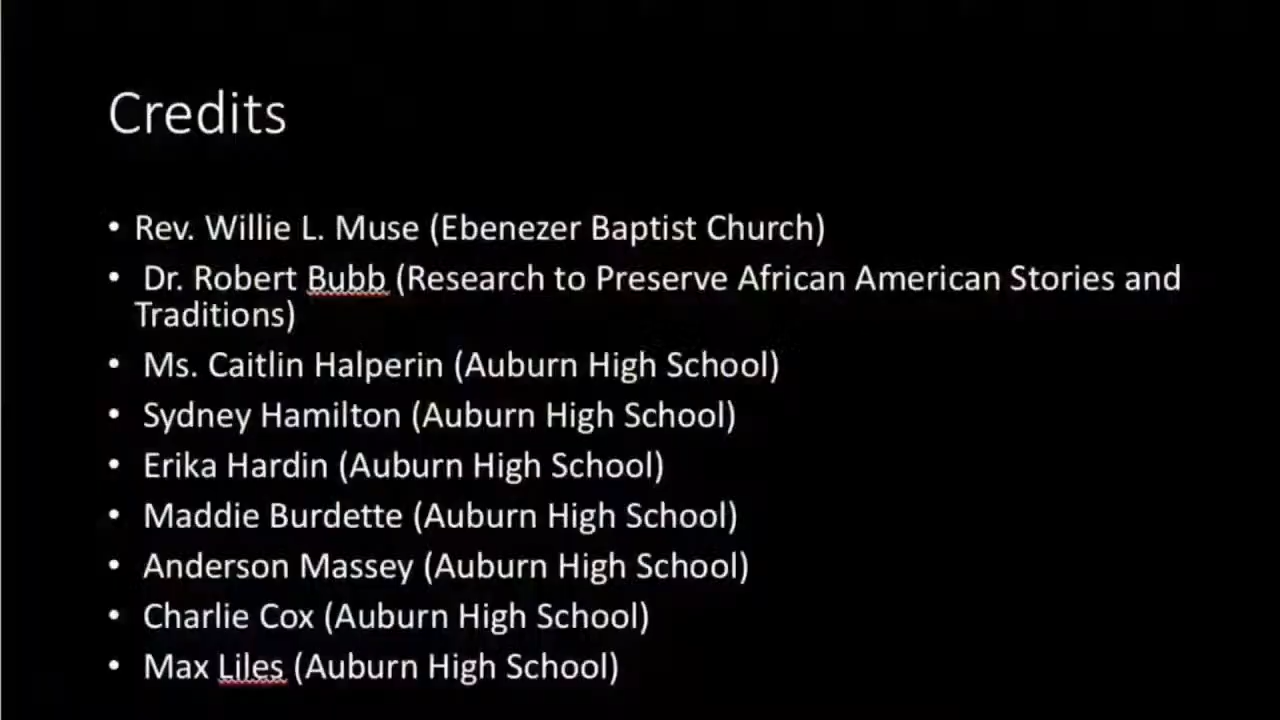 Credits
• Rev. Willie L. Muse (Ebenezer Baptist Church)
• Dr. Robert Bubb (Research to Preserve African American Stories and
Traditions)
• Ms. Caitlin Halperin (Auburn High School)
• Sydney Hamilton (Auburn High School)
• Erika Hardin (Auburn High School)
• Maddie Burdette (Auburn High School)
• Anderson Massey (Auburn High School)
• Charlie Cox (Auburn High School)
• Max Liles (Auburn High School)